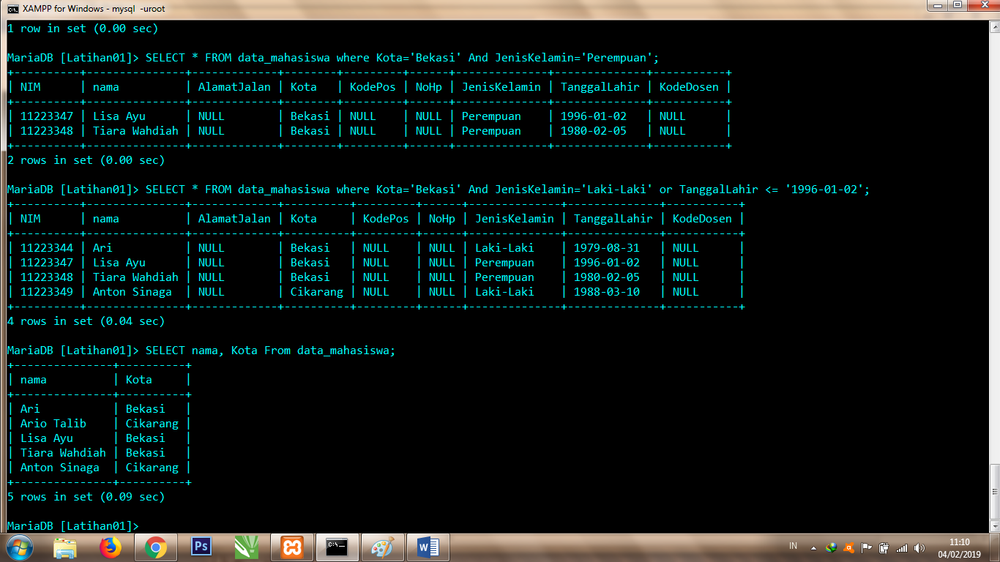 XAMPP for Windows - mysql  -uroot
1 row in set (0.00 sec)
MariaDB [Latihan01]> SELECT * FROM data_mahasiswa where Kota='Bekasi' And JenisKelamin='Perempuan';
+----------+---------------+-------------+--------+---------+------+--------------+--------------+-----------+
| NIM      | nama          | AlamatJalan | Kota   | KodePos | NoHp | JenisKelamin | TanggalLahir | KodeDosen |
+----------+---------------+-------------+--------+---------+------+--------------+--------------+-----------+
| 11223347 | Lisa Ayu      | NULL        | Bekasi | NULL    | NULL | Perempuan    | 1996-01-02   | NULL      |
| 11223348 | Tiara Wahdiah | NULL        | Bekasi | NULL    | NULL | Perempuan    | 1980-02-05   | NULL      |
+----------+---------------+-------------+--------+---------+------+--------------+--------------+-----------+
2 rows in set (0.00 sec)
MariaDB [Latihan01]> SELECT * FROM data_mahasiswa where Kota='Bekasi' And JenisKelamin='Laki-Laki' or TanggalLahir <= '1996-01-02';
+----------+---------------+-------------+----------+---------+------+--------------+--------------+-----------+
| NIM      | nama          | AlamatJalan | Kota     | KodePos | NoHp | JenisKelamin | TanggalLahir | KodeDosen |
+----------+---------------+-------------+----------+---------+------+--------------+--------------+-----------+
| 11223344 | Ari           | NULL        | Bekasi   | NULL    | NULL | Laki-Laki    | 1979-08-31   | NULL      |
| 11223347 | Lisa Ayu      | NULL        | Bekasi   | NULL    | NULL | Perempuan    | 1996-01-02   | NULL      |
| 11223348 | Tiara Wahdiah | NULL        | Bekasi   | NULL    | NULL | Perempuan    | 1980-02-05   | NULL      |
| 11223349 | Anton Sinaga  | NULL        | Cikarang | NULL    | NULL | Laki-Laki    | 1988-03-10   | NULL      |
+----------+---------------+-------------+----------+---------+------+--------------+--------------+-----------+
4 rows in set (0.04 sec)
MariaDB [Latihan01]> SELECT nama, Kota From data_mahasiswa;
+---------------+----------+
| nama          | Kota     |
+---------------+----------+
| Ari           | Bekasi   |
| Ario Talib    | Cikarang |
| Lisa Ayu      | Bekasi   |
| Tiara Wahdiah | Bekasi   |
| Anton Sinaga  | Cikarang |
+---------------+----------+
5 rows in set (0.09 sec)
MariaDB [Latihan01]>
Ps
C:\_
W
IN
11:10
04/02/2019